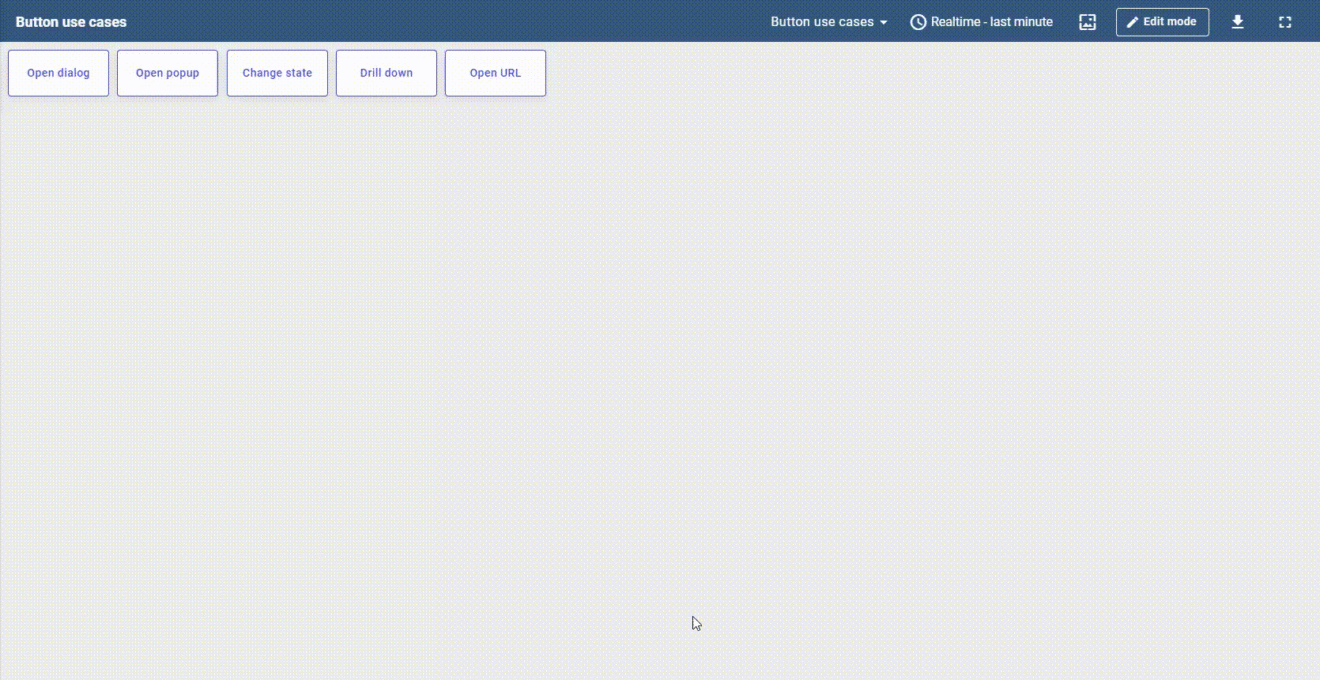 Button use cases
Button use cases
Realtime - last minute
Edit mode
Open dialog
Open popup
Change state
Drill down
Open URL